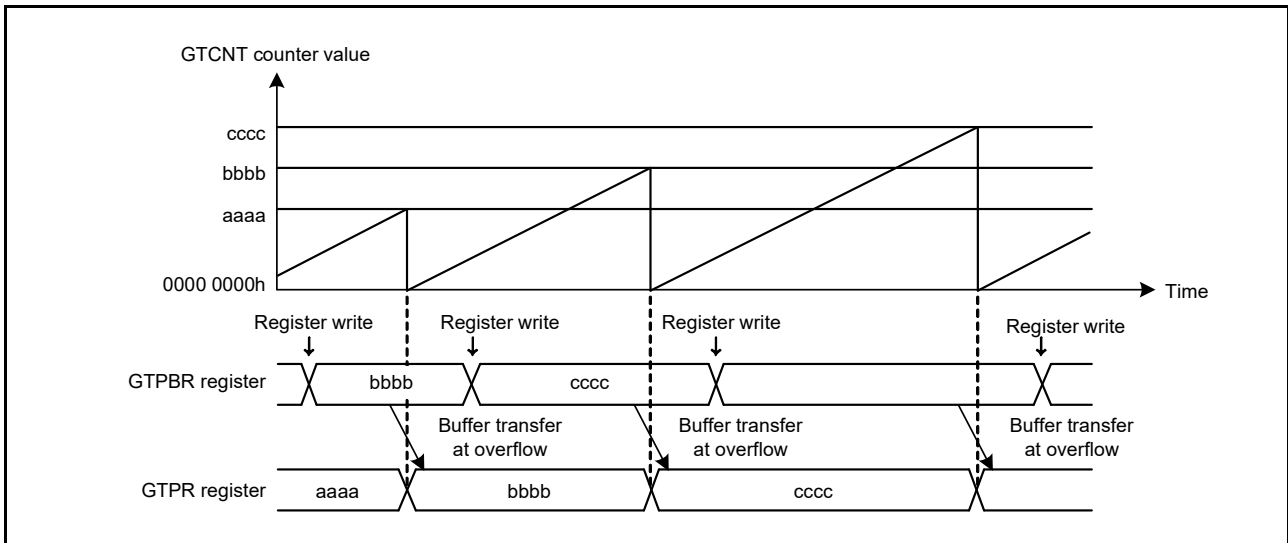 GTCNT counter value
cccc
bbbb
aaaa
0000 0000h
Time
Register write
Register write
Register write
Register write
GTPBR register
bbbb
cccc
Buffer transfer
at overflow
Buffer transfer
at overflow
Buffer transfer
at overflow
GTPR register
aaaa
bbbb
cccc